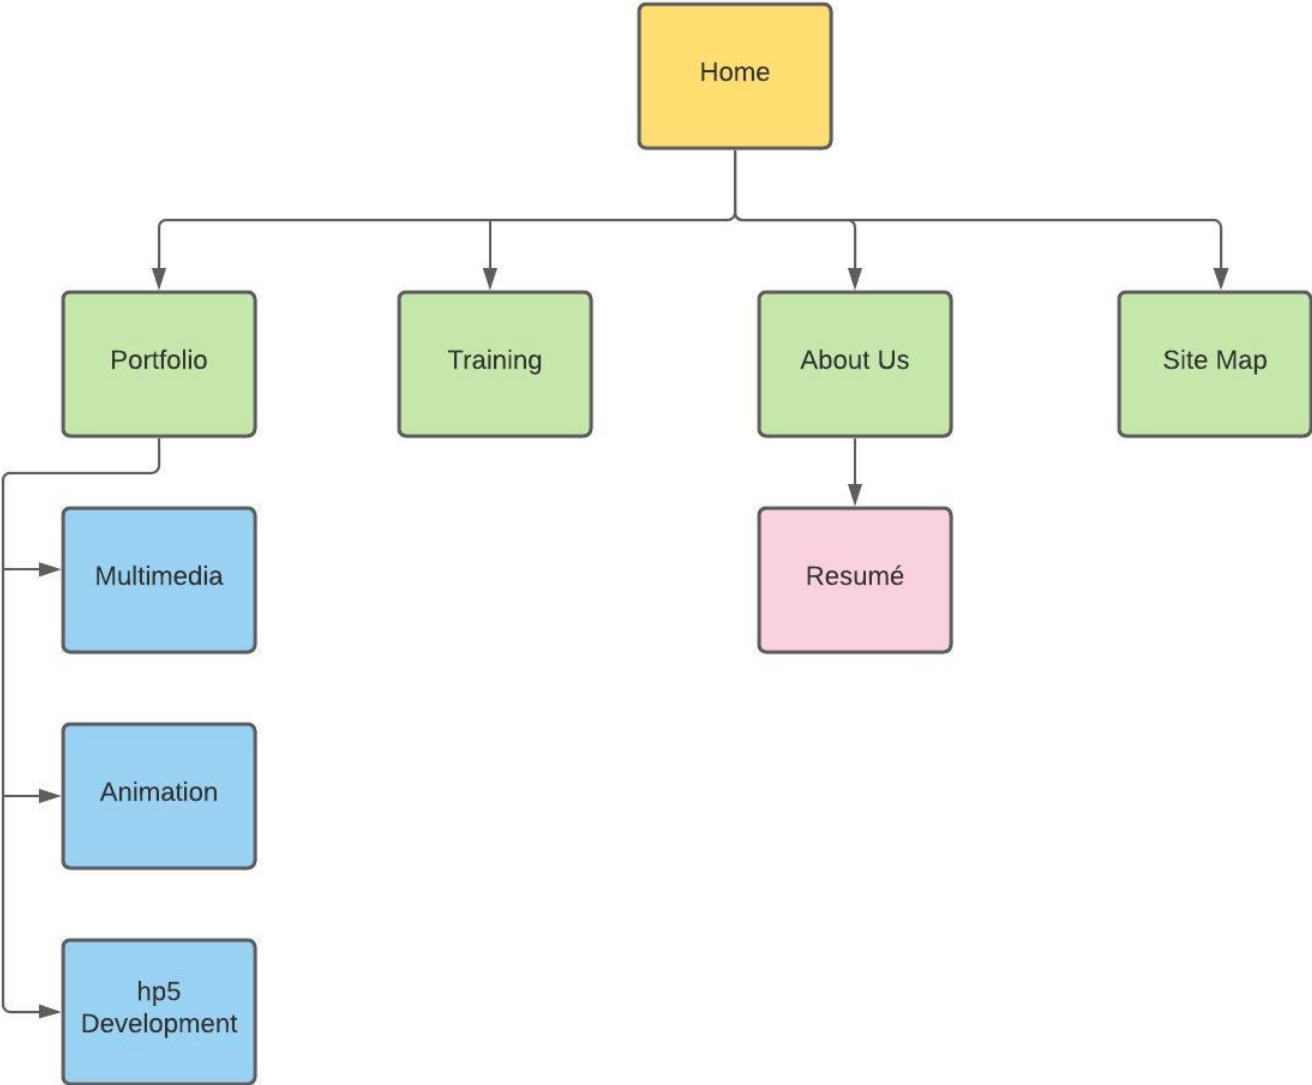 Home
Portfolio
Training
About Us
Site Map
Multimedia
Resumé
Animation
hp5
Development